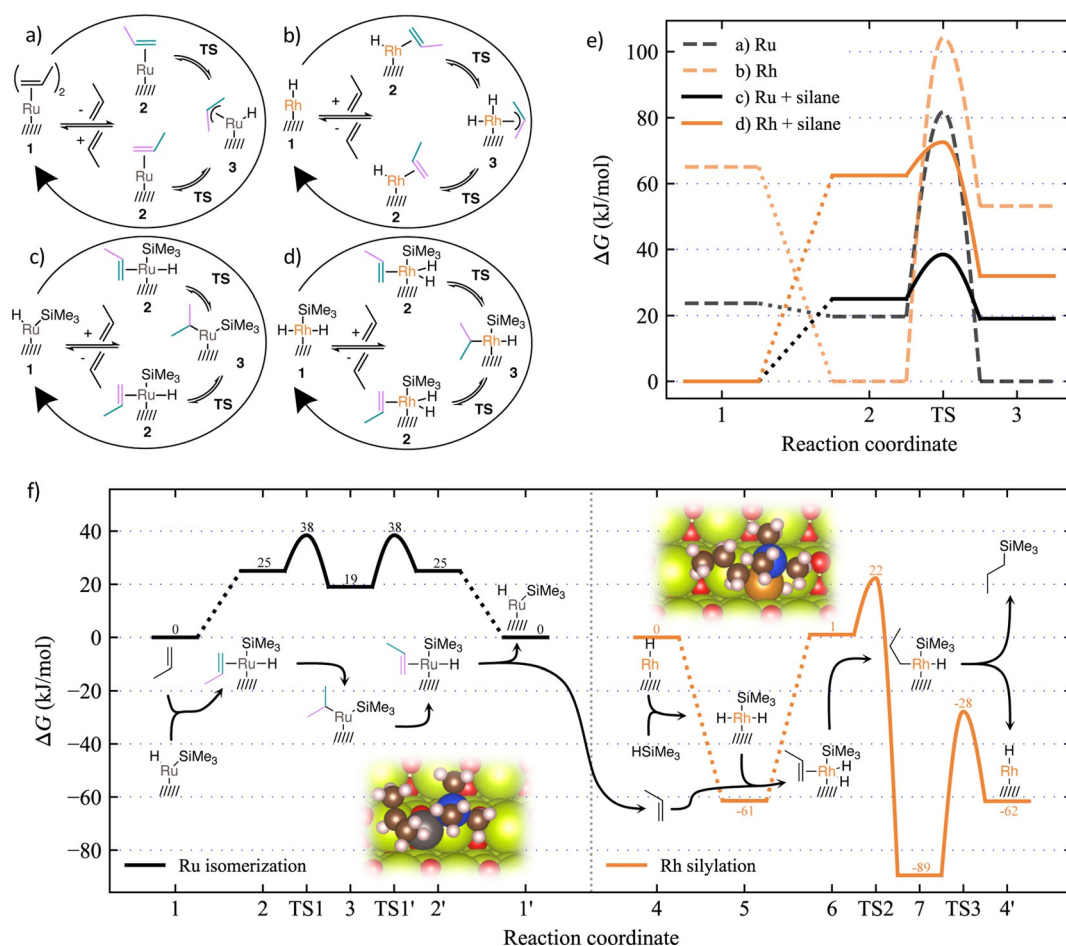 a)
TS
Ru
2
2
Ru
1
-
+
Ru
H
3
Ru
2
TS
b)
TS
H
Rh
2
H
Rh
1
+
-
H
Rh
3
H
Rh
2
TS
c)
SiMe3
Ru
H
2
TS
H
SiMe3
Ru
1
+
-
SiMe3
Ru
3
SiMe3
Ru
H
2
TS
d)
SiMe3
Rh
H
H
2
TS
SiMe3
H-Rh-H
1
+
-
SiMe3
Rh
H
3
SiMe3
Rh
H
H
2
TS
e)
a) Ru
b) Rh
c) Ru + silane
d) Rh + silane
100
80
60
40
20
0
ΔG (kJ/mol)
1 2 TS 3
Reaction coordinate
f)
40
20
0
−20
−40
−60
−80
ΔG (kJ/mol)
0
25
38
19
38
25
0
H
SiMe3
Ru
SiMe3
Ru
H
SiMe3
Ru
SiMe3
Ru
H
H
SiMe3
Ru
Ru isomerization
0
-61
1
22
-89
-28
-62
H
Rh
HSiMe3
SiMe3
H-Rh-H
SiMe3
Rh
H
H
SiMe3
Rh
H
SiMe3
H
Rh
Rh silylation
1 2 TS1 3 TS1' 2' 1' 4 5 6 TS2 7 TS3 4'
Reaction coordinate